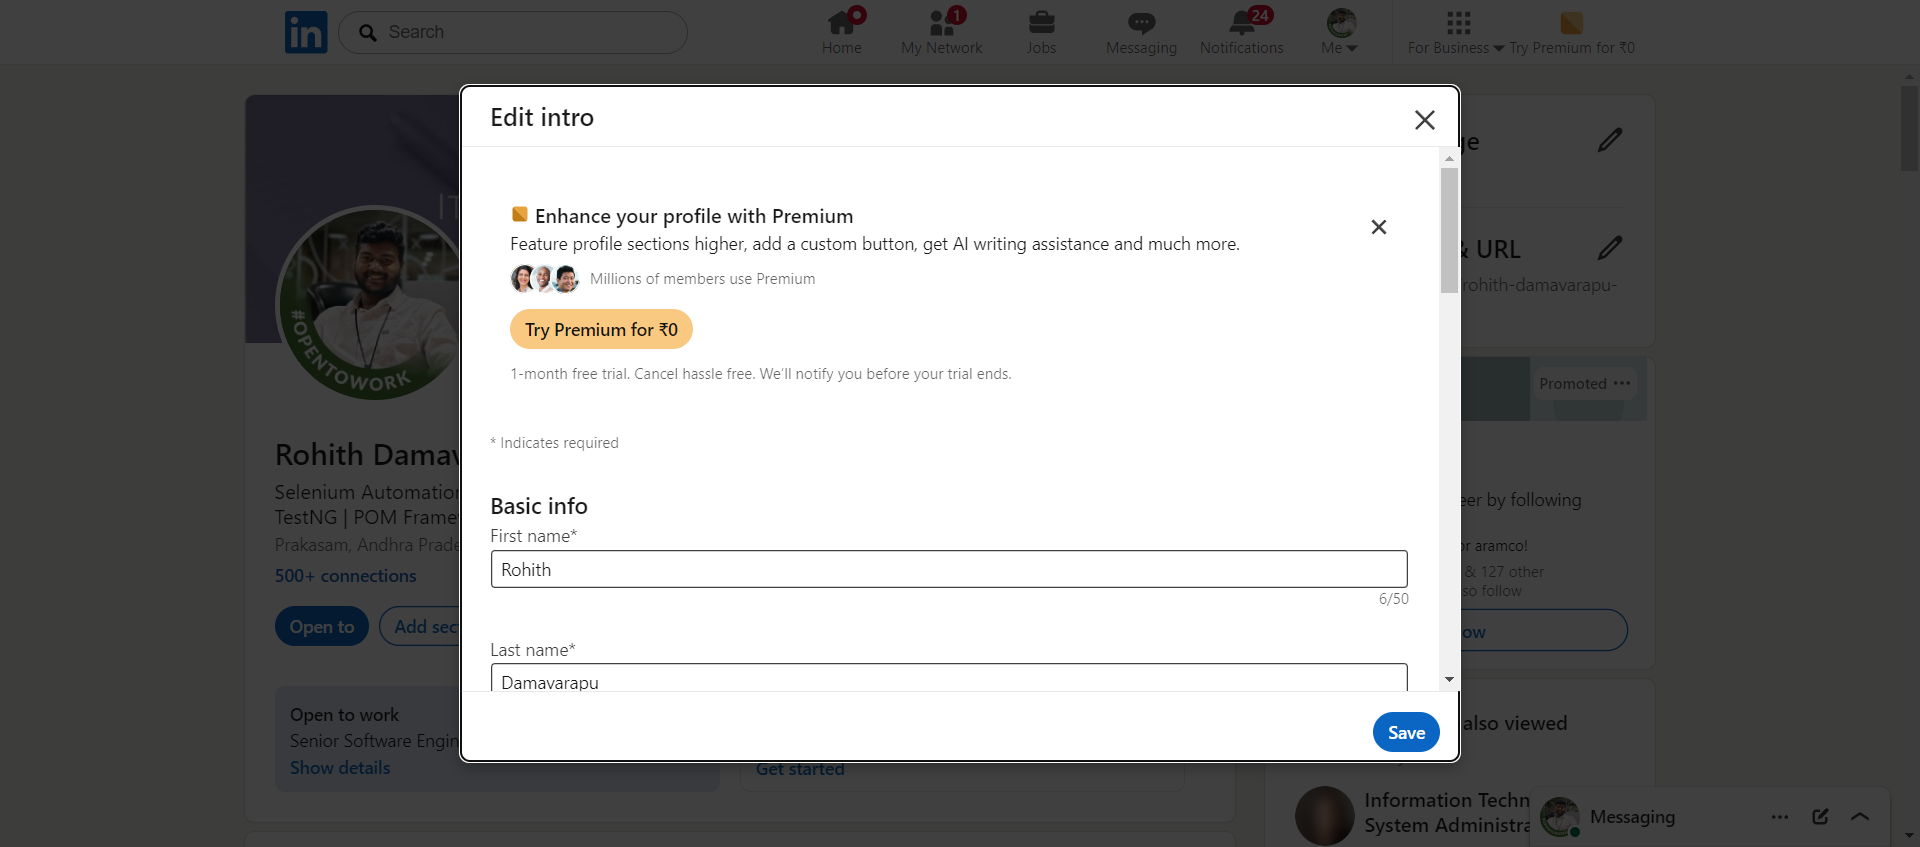 in
Search
Home
1
My Network
Jobs
Messaging
24
Notifications
Me
For Business
Try Premium for ₹0
Edit intro
Enhance your profile with Premium
Feature profile sections higher, add a custom button, get AI writing assistance and much more.
Millions of members use Premium
Try Premium for ₹0
1-month free trial. Cancel hassle free. We'll notify you before your trial ends.
* Indicates required
Basic info
First name*
Rohith
6/50
Last name*
Damavarapu
Save
IT
#OPENTOWORK
Rohith Damav
Selenium Automation
TestNG | POM Frame
Prakasam, Andhra Prade
500+ connections
Open to
Add sec
Open to work
Senior Software Engin
Show details
Get started
ge
& URL
rohith-damavarapu-
Promoted
eer by following
or aramco!
& 127 other
so follow
ow
also viewed
Information Techn
System Administra
Messaging